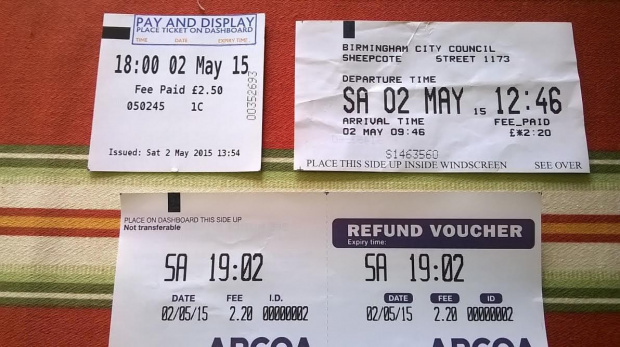 PAY AND DISPLAY
PLACE TICKET ON DASHBOARD
TIME DATE EXPIRY TIME
18:00 02 May 15
Fee Paid £2.50
050245 1C
00352693
Issued: Sat 2 May 2015 13:54
BIRMINGHAM CITY COUNCIL
SHEEPCOTE STREET 1173
DEPARTURE TIME
SA 02 MAY 15 12:46
ARRIVAL TIME FEE_PAID
02 MAY 09:46 £*2:20
S1463560
PLACE THIS SIDE UP INSIDE WINDSCREEN SEE OVER
PLACE ON DASHBOARD THIS SIDE UP
Not transferable
SA 19:02
DATE FEE I.D.
02/05/15 2.20 00000002
APCOA
REFUND VOUCHER
Expiry time:
SA 19:02
DATE FEE ID
02/05/15 2.20 00000002
APCOA